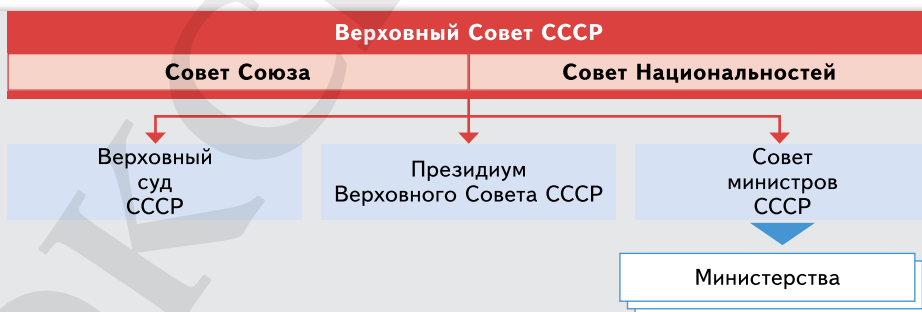 Верховный Совет СССР
Совет Союза
Совет Национальностей
Верховный
суд
СССР
Президиум
Верховного Совета СССР
Совет
министров
СССР
Министерства